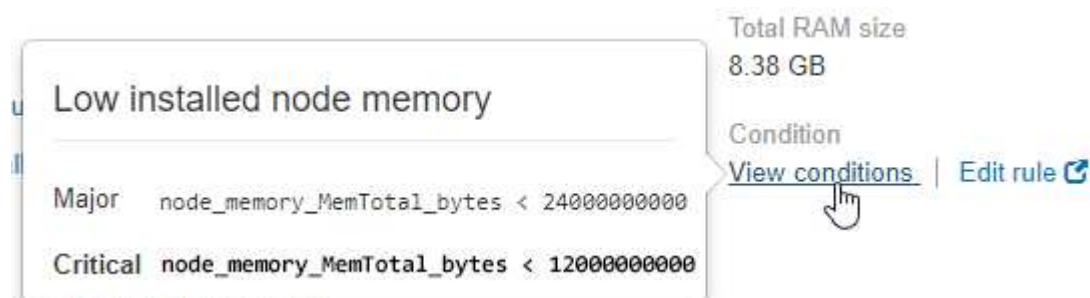 Total RAM size
8.38 GB
Low installed node memory
Condition
View conditions | Edit rule
Major node_memory_MemTotal_bytes < 24000000000
Critical node_memory_MemTotal_bytes < 12000000000